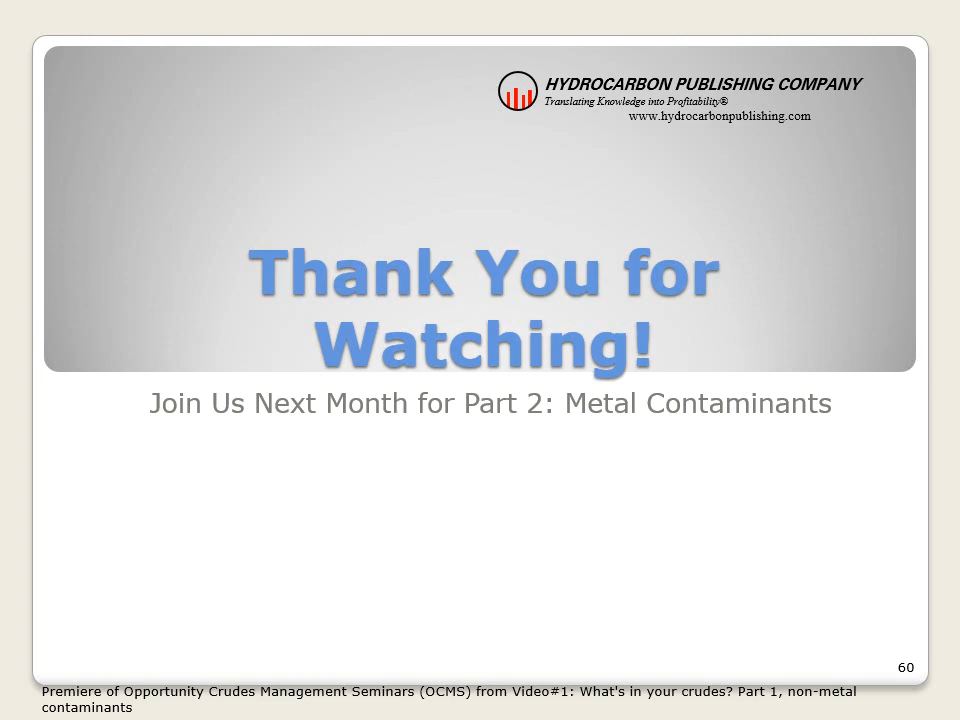 HYDROCARBON PUBLISHING COMPANY
Translating Knowledge into Profitability®
www.hydrocarbonpublishing.com
Thank You for
Watching!
Join Us Next Month for Part 2: Metal Contaminants
60
Premiere of Opportunity Crudes Management Seminars (OCMS) from Video#1: What's in your crudes? Part 1, non-metal
contaminants